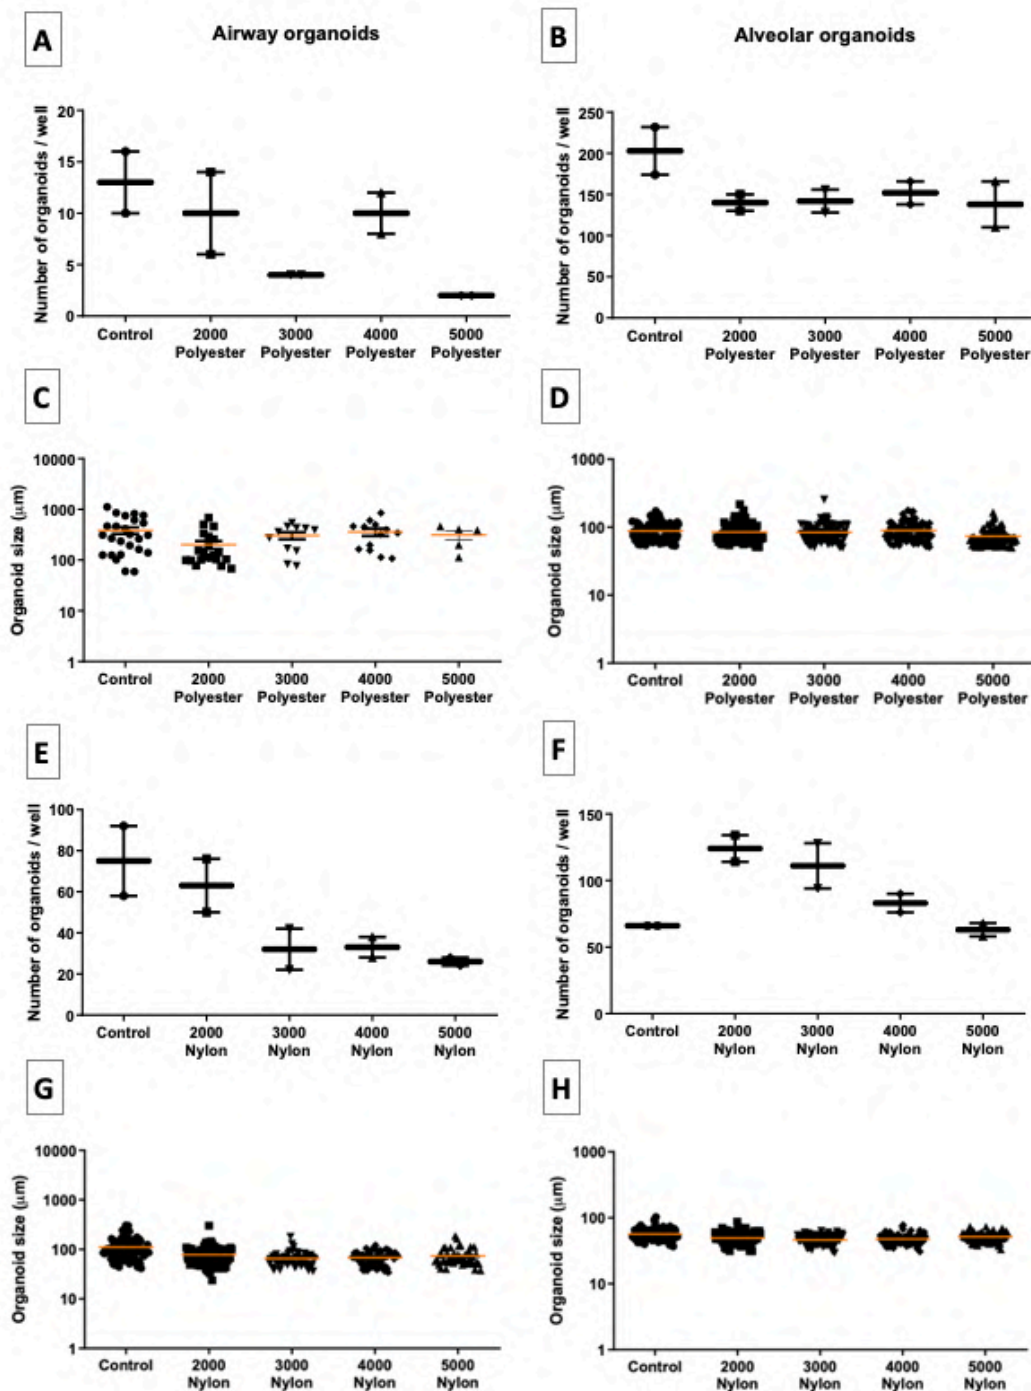 A
Airway organoids
B
Alveolar organoids
Number of organoids / well
20
15
10
5
0
Control
2000
Polyester
3000
Polyester
4000
Polyester
5000
Polyester
Number of organoids / well
250
200
150
100
50
0
Control
2000
Polyester
3000
Polyester
4000
Polyester
5000
Polyester
C
D
Organoid size (μm)
10000
1000
100
10
1
Control
2000
Polyester
3000
Polyester
4000
Polyester
5000
Polyester
Organoid size (μm)
1000
100
10
1
Control
2000
Polyester
3000
Polyester
4000
Polyester
5000
Polyester
E
F
Number of organoids / well
100
80
60
40
20
0
Control
2000
Nylon
3000
Nylon
4000
Nylon
5000
Nylon
Number of organoids / well
150
100
50
0
Control
2000
Nylon
3000
Nylon
4000
Nylon
5000
Nylon
G
H
Organoid size (μm)
10000
1000
100
10
1
Control
2000
Nylon
3000
Nylon
4000
Nylon
5000
Nylon
Organoid size (μm)
1000
100
10
1
Control
2000
Nylon
3000
Nylon
4000
Nylon
5000
Nylon